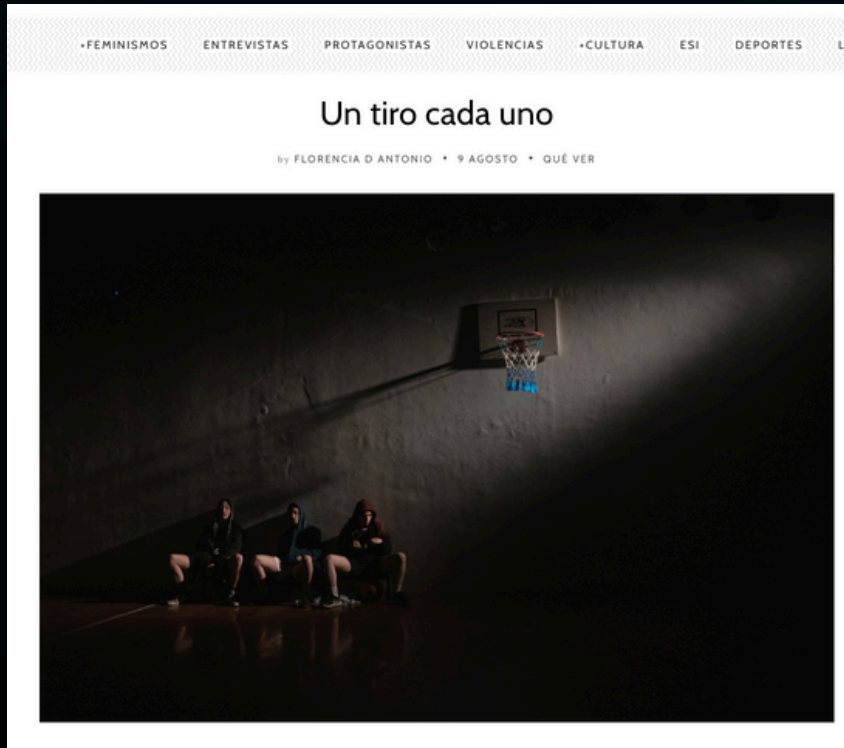 +FEMINISMOS ENTREVISTAS PROTAGONISTAS VIOLENCIAS +CULTURA ESI DEPORTES L
Un tiro cada uno
by FLORENCIA D ANTONIO • 9 AGOSTO • QUÉ VER